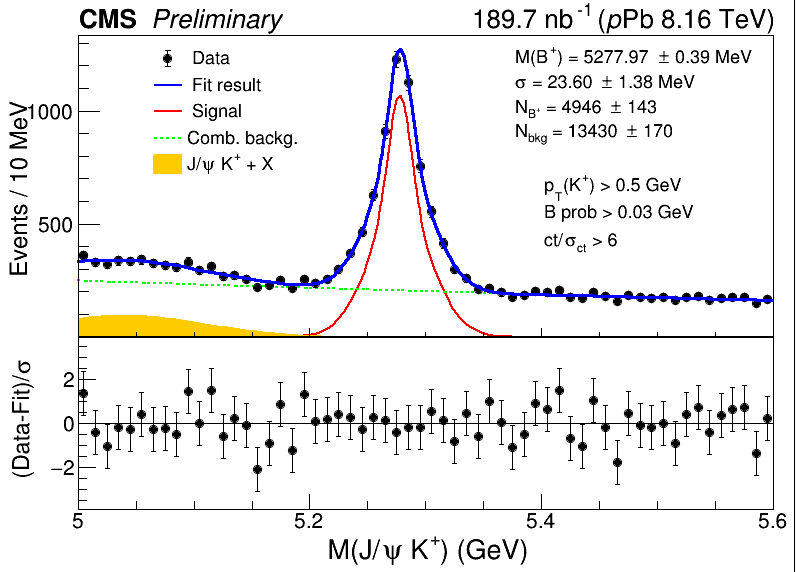 CMS Preliminary 189.7 nb⁻¹ (pPb 8.16 TeV)
Data
Fit result
Signal
Comb. backg.
J/ψ K⁺ + X
M(B⁺) = 5277.97 ± 0.39 MeV
σ = 23.60 ± 1.38 MeV
N_B⁺ = 4946 ± 143
N_bkg = 13430 ± 170
p_T(K⁺) > 0.5 GeV
B prob > 0.03 GeV
ct/σ_ct > 6
Events / 10 MeV
1000
500
(Data-Fit)/σ
2
0
−2
5 5.2 5.4 5.6
M(J/ψ K⁺) (GeV)